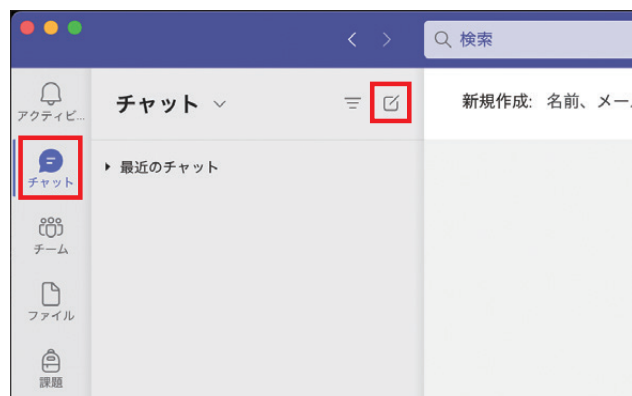 検索
アクティビ...
チャット
新規作成: 名前、メー
チャット
最近のチャット
チーム
ファイル
課題